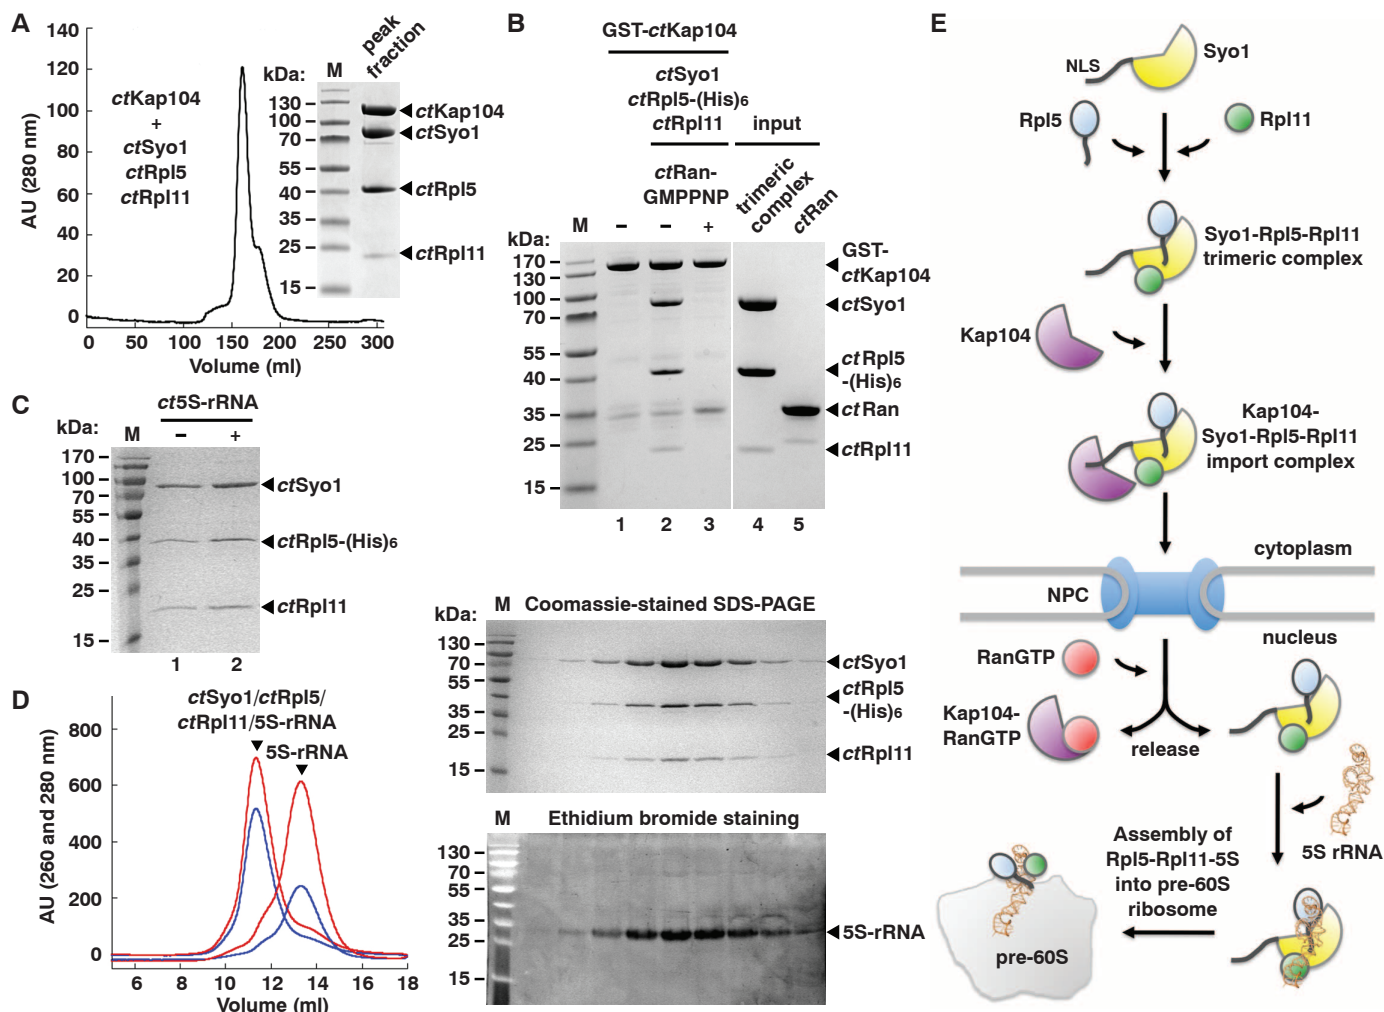 A
140
120
100
80
60
40
20
0
AU (280 nm)
0 50 100 150 200 250 300
Volume (ml)
ctKap104
+
ctSyo1
ctRpl5
ctRpl11
peak
fraction
kDa: M
130
100
70
55
40
35
25
15
ctKap104
ctSyo1
ctRpl5
ctRpl11
B
GST-ctKap104
ctSyo1
ctRpl5-(His)6
ctRpl11
input
ctRan-
GMPPNP
trimeric
complex
ctRan
M – – +
kDa:
170
130
100
70
55
40
35
25
15
GST-
ctKap104
ctSyo1
ctRpl5
-(His)6
ctRan
ctRpl11
1 2 3 4 5
C
ct5S-rRNA
kDa:
M – +
170
100
70
55
40
35
25
15
ctSyo1
ctRpl5-(His)6
ctRpl11
1 2
D
ctSyo1/ctRpl5/
ctRpl11/5S-rRNA
5S-rRNA
800
600
400
200
0
AU (260 and 280 nm)
6 8 10 12 14 16 18
Volume (ml)
M Coomassie-stained SDS-PAGE
kDa:
130
70
55
35
25
15
ctSyo1
ctRpl5
-(His)6
ctRpl11
M Ethidium bromide staining
130
70
55
35
25
15
5S-rRNA
E
Syo1
NLS
Rpl5
Rpl11
Syo1-Rpl5-Rpl11
trimeric complex
Kap104
Kap104-
Syo1-Rpl5-Rpl11
import complex
cytoplasm
NPC
nucleus
RanGTP
Kap104-
RanGTP
release
5S rRNA
Assembly of
Rpl5-Rpl11-5S
into pre-60S
ribosome
pre-60S